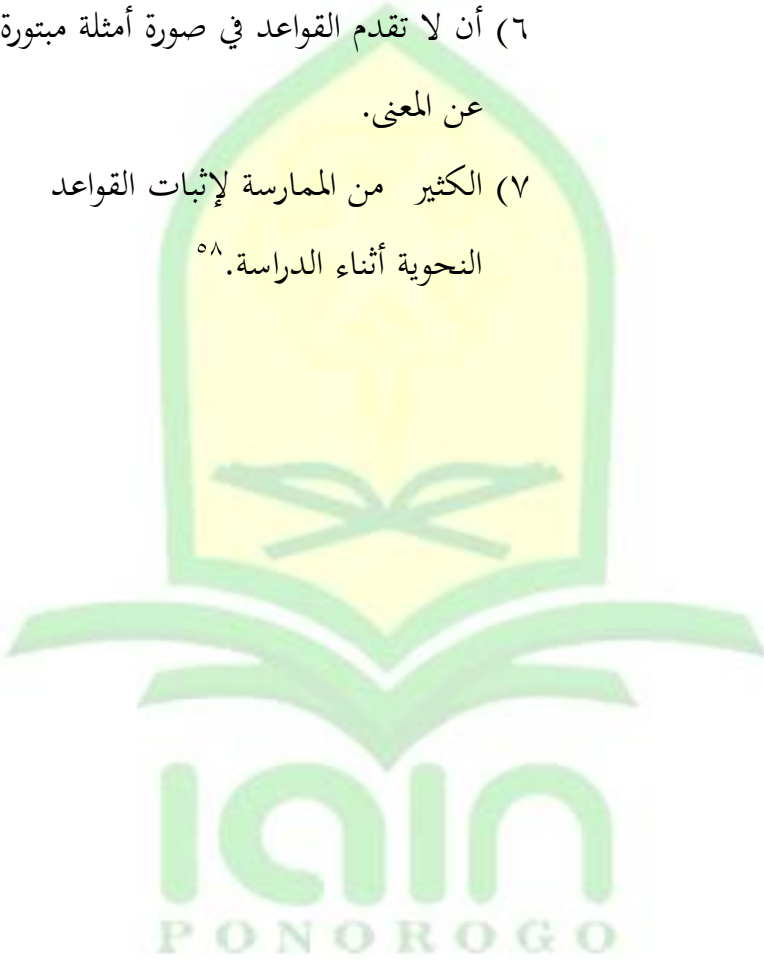 ٦) أن لا تقدم القواعد في صورة أمثلة مبتورة
عن المعنى.
٧) الكثير من الممارسة لإثبات القواعد
النحوية أثناء الدراسة.٥٨
iain
PONOROGO